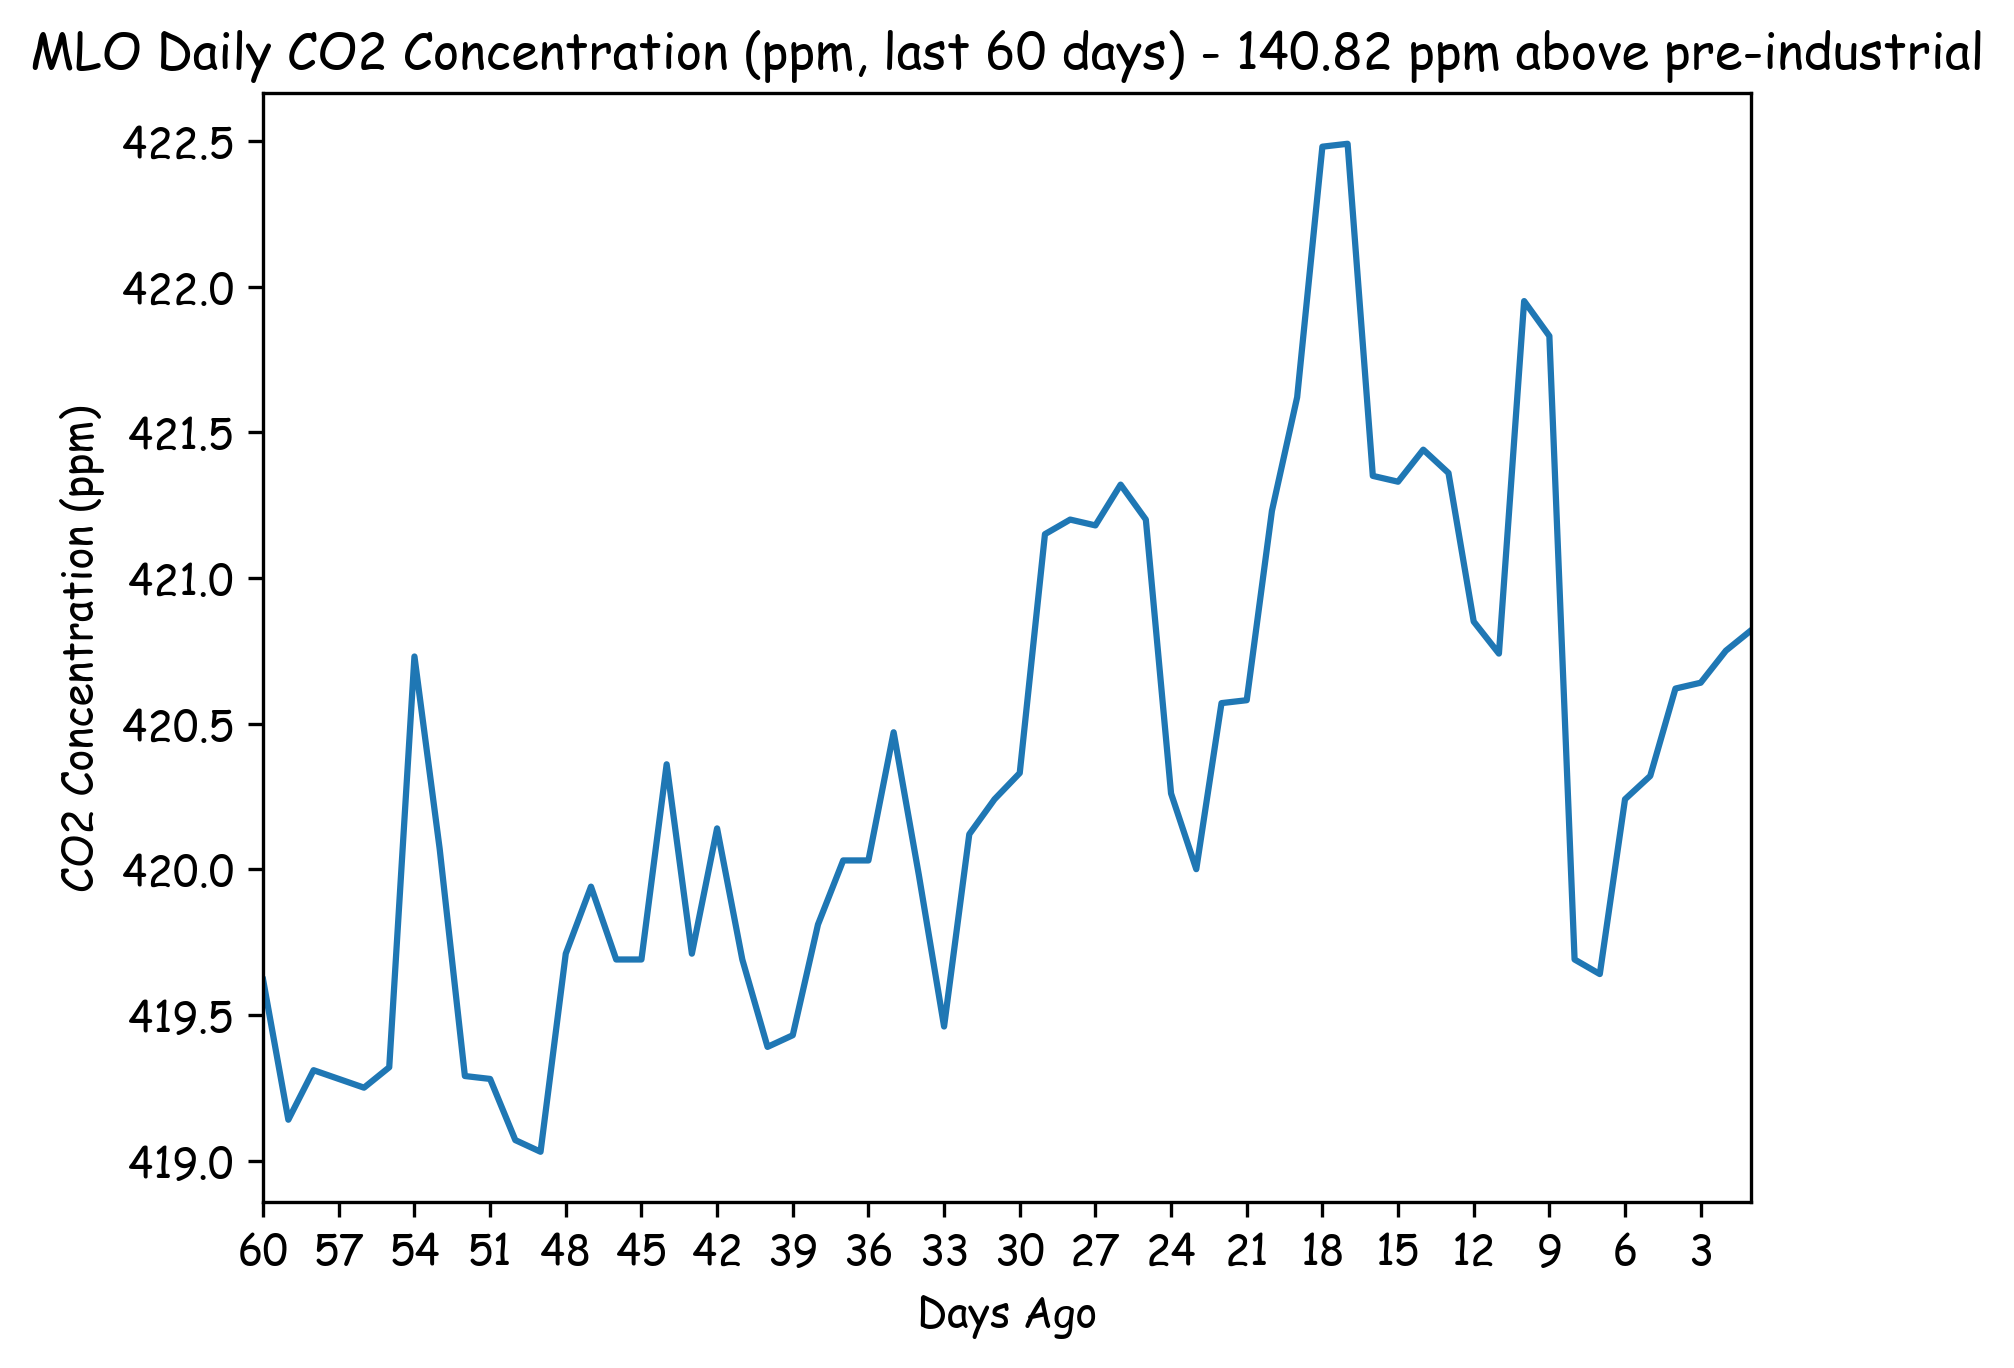 MLO Daily CO2 Concentration (ppm, last 60 days) - 140.82 ppm above pre-industrial
422.5
422.0
421.5
421.0
420.5
420.0
419.5
419.0
CO2 Concentration (ppm)
60 57 54 51 48 45 42 39 36 33 30 27 24 21 18 15 12 9 6 3
Days Ago